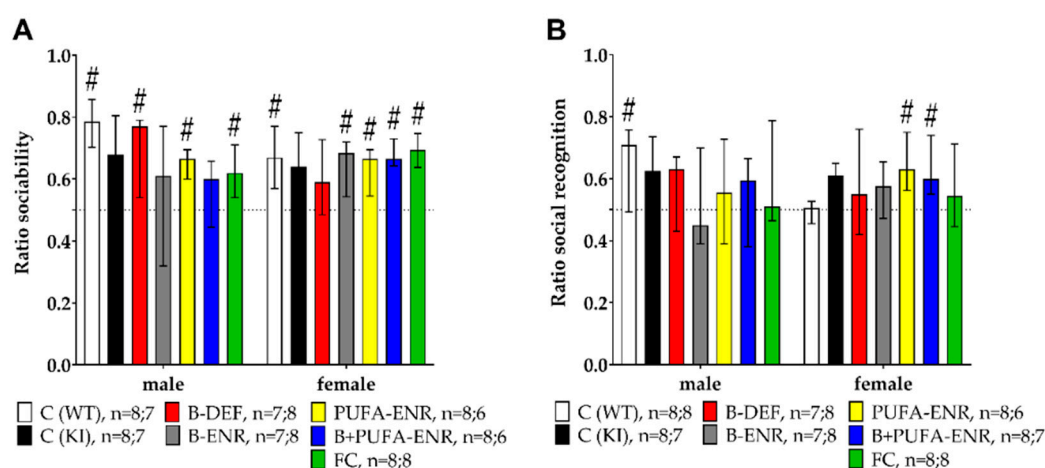 A
Ratio sociability
1.0
0.8
0.6
0.4
0.2
0.0
# # # # # # # # #
male female
C (WT), n=8;7 B-DEF, n=7;8 PUFA-ENR, n=8;6
C (KI), n=8;7 B-ENR, n=7;8 B+PUFA-ENR, n=8;6
FC, n=8;8
B
Ratio social recognition
1.0
0.8
0.6
0.4
0.2
0.0
# # #
male female
C (WT), n=8;8 B-DEF, n=7;8 PUFA-ENR, n=8;6
C (KI), n=8;7 B-ENR, n=7;8 B+PUFA-ENR, n=8;7
FC, n=8;8